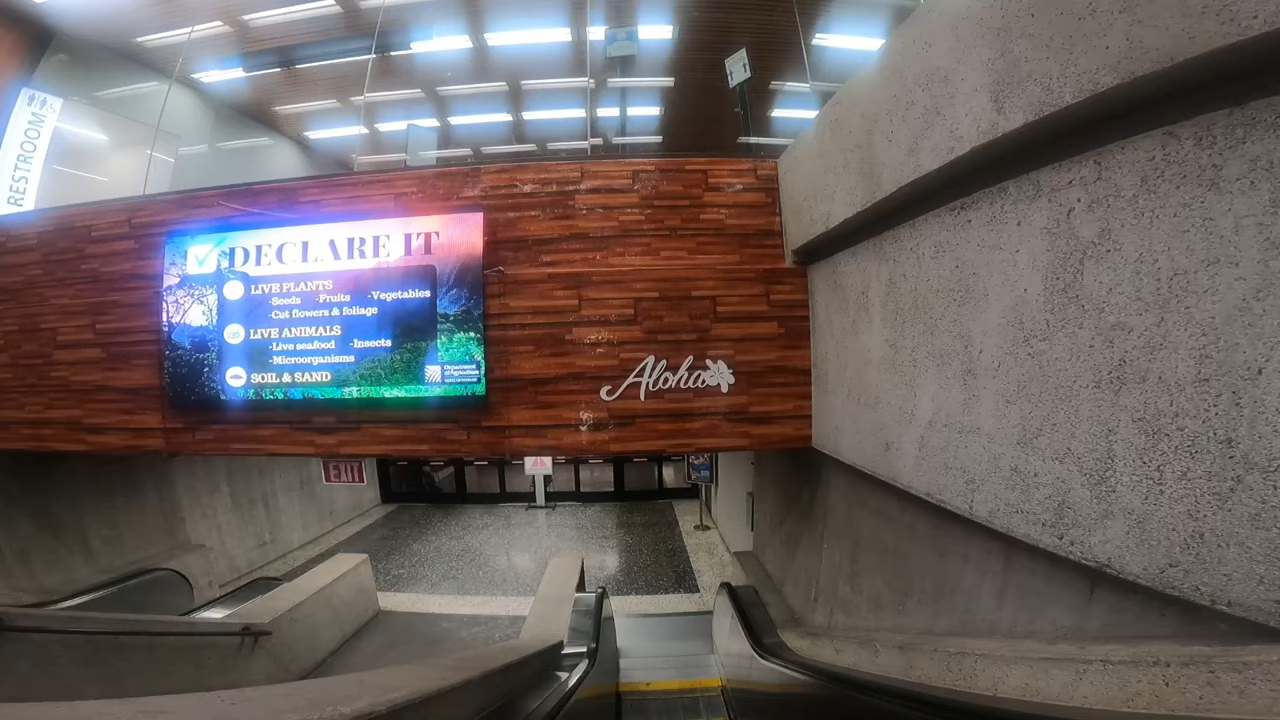 RESTROOM
DECLARE IT
LIVE PLANTS
-Seeds -Fruits -Vegetables
-Cut flowers & foliage
LIVE ANIMALS
-Live seafood -Insects
-Microorganisms
SOIL & SAND
Department
of Agriculture
Aloha
EXIT